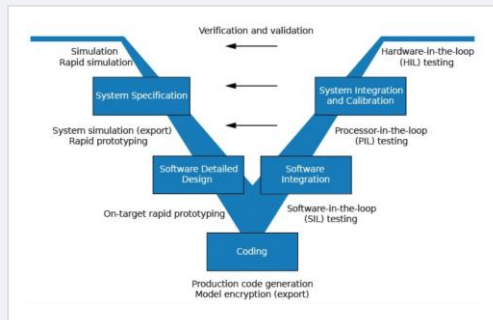 Verification and validation
Simulation
Rapid simulation
Hardware-in-the-loop
(HIL) testing
System Specification
System Integration
and Calibration
System simulation (export)
Rapid prototyping
Processor-in-the-loop
(PIL) testing
Software Detailed
Design
Software
Integration
On-target rapid prototyping
Software-in-the-loop
(SIL) testing
Coding
Production code generation
Model encryption (export)